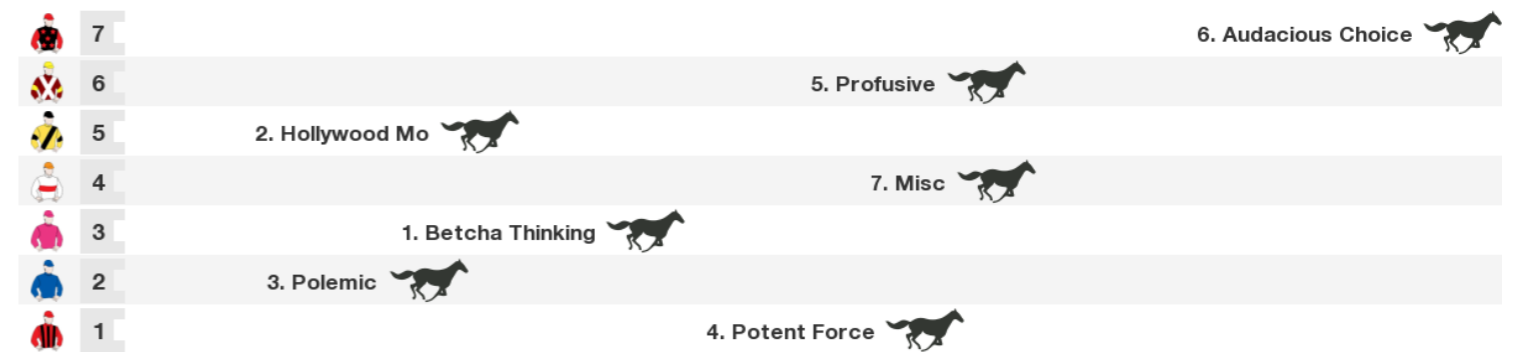 7 6. Audacious Choice
6 5. Profusive
5 2. Hollywood Mo
4 7. Misc
3 1. Betcha Thinking
2 3. Polemic
1 4. Potent Force